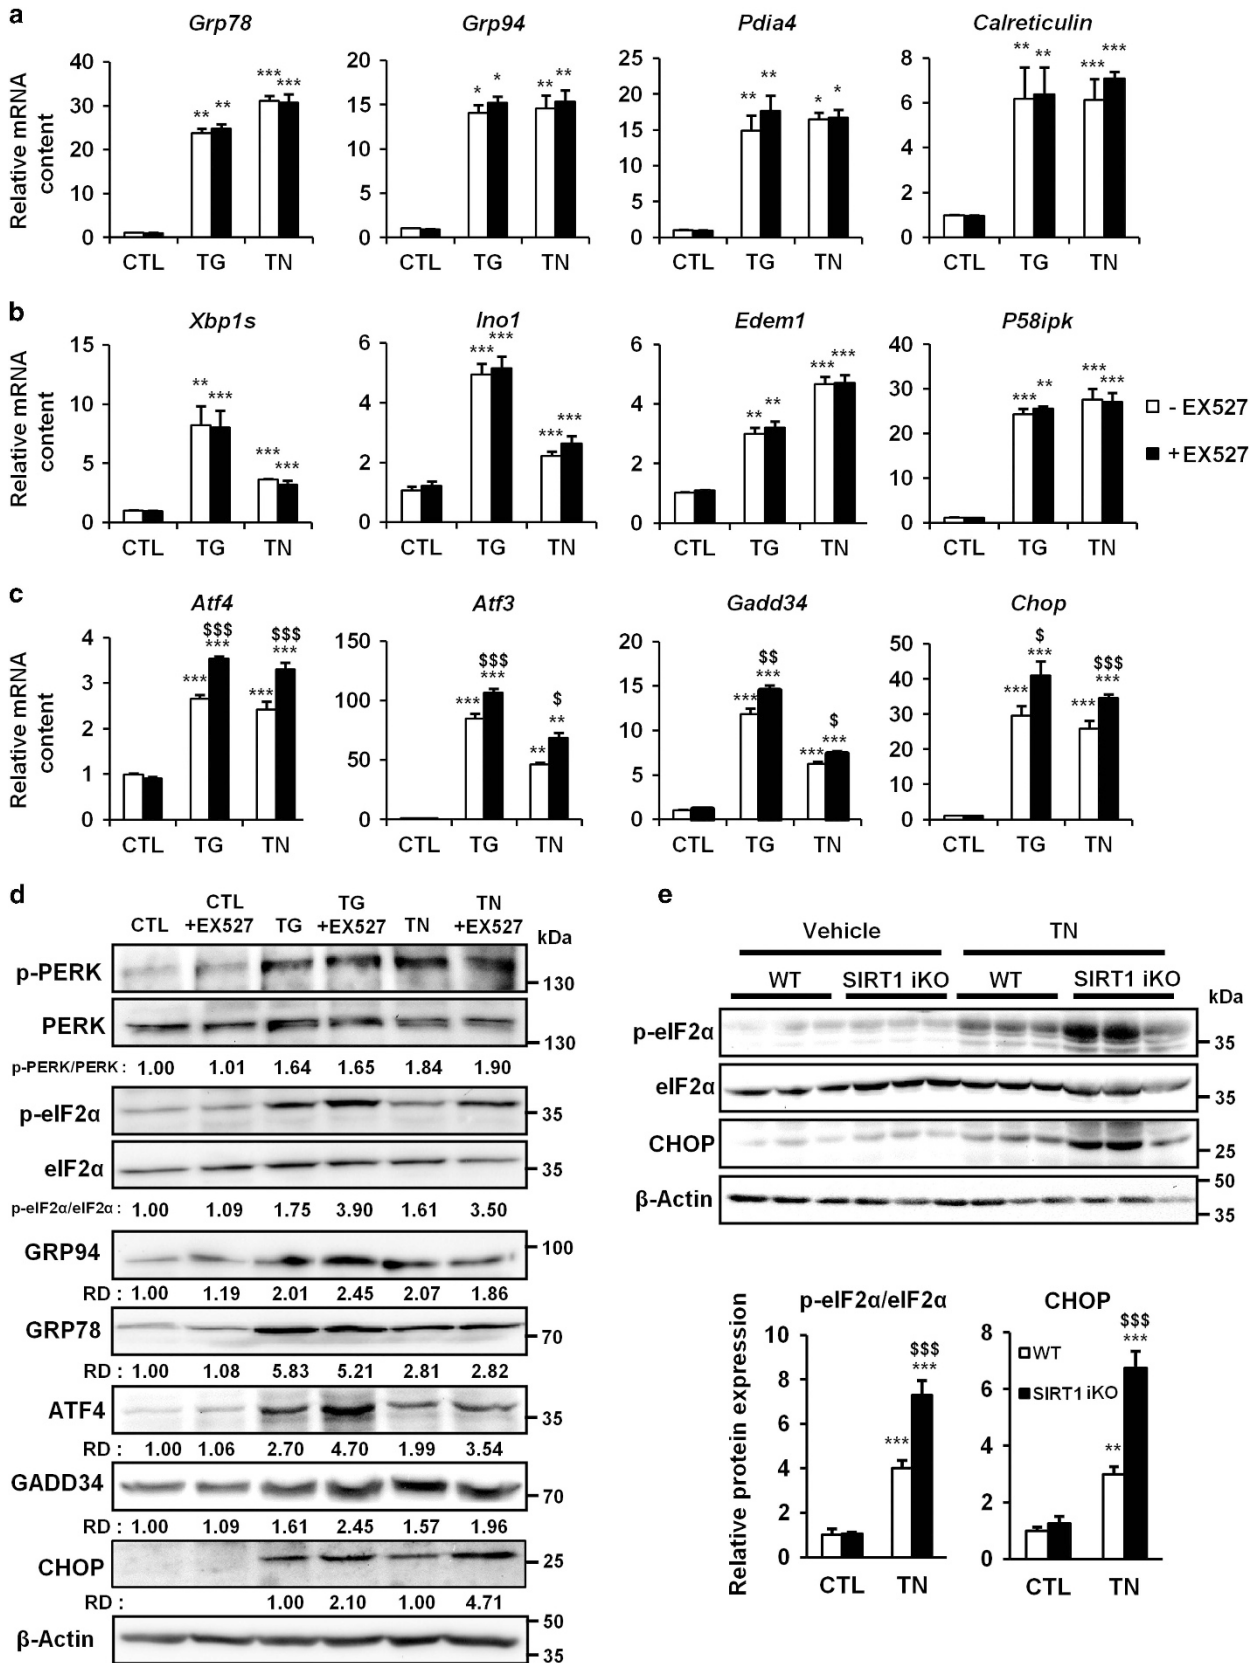 a
Grp78 Grp94 Pdia4 Calreticulin
Relative mRNA content
40 30 20 10 0
** ** *** ***
CTL TG TN
20 15 10 5 0
* * ** **
CTL TG TN
25 20 15 10 5 0
** ** * *
CTL TG TN
8 6 4 2 0
** ** *** ***
CTL TG TN
b
Xbp1s Ino1 Edem1 P58ipk
Relative mRNA content
15 10 5 0
** *** *** ***
CTL TG TN
6 4 2 0
*** *** *** ***
CTL TG TN
6 4 2 0
** ** *** ***
CTL TG TN
40 30 20 10 0
*** ** *** ***
CTL TG TN
- EX527
+ EX527
c
Atf4 Atf3 Gadd34 Chop
Relative mRNA content
4 3 2 1 0
*** $$$ *** *** $$$ ***
CTL TG TN
150 100 50 0
*** $$$ *** ** $ **
CTL TG TN
20 15 10 5 0
*** $$ *** *** $ ***
CTL TG TN
50 40 30 20 10 0
*** $ *** *** $$$ ***
CTL TG TN
d
CTL CTL +EX527 TG TG +EX527 TN TN +EX527
kDa
p-PERK 130
PERK 130
p-PERK/PERK : 1.00 1.01 1.64 1.65 1.84 1.90
p-eIF2α 35
eIF2α 35
p-eIF2α/eIF2α : 1.00 1.09 1.75 3.90 1.61 3.50
GRP94 100
RD : 1.00 1.19 2.01 2.45 2.07 1.86
GRP78 70
RD : 1.00 1.08 5.83 5.21 2.81 2.82
ATF4 35
RD : 1.00 1.06 2.70 4.70 1.99 3.54
GADD34 70
RD : 1.00 1.09 1.61 2.45 1.57 1.96
CHOP 25
RD : 1.00 2.10 1.00 4.71
β-Actin 50 35
e
Vehicle TN
WT SIRT1 iKO WT SIRT1 iKO
kDa
p-eIF2α 35
eIF2α 35
CHOP 25
β-Actin 50 35
p-eIF2α/eIF2α CHOP
Relative protein expression
10 8 6 4 2 0
*** $$$ ***
CTL TN
8 6 4 2 0
WT
SIRT1 iKO
** $$$ ***
CTL TN